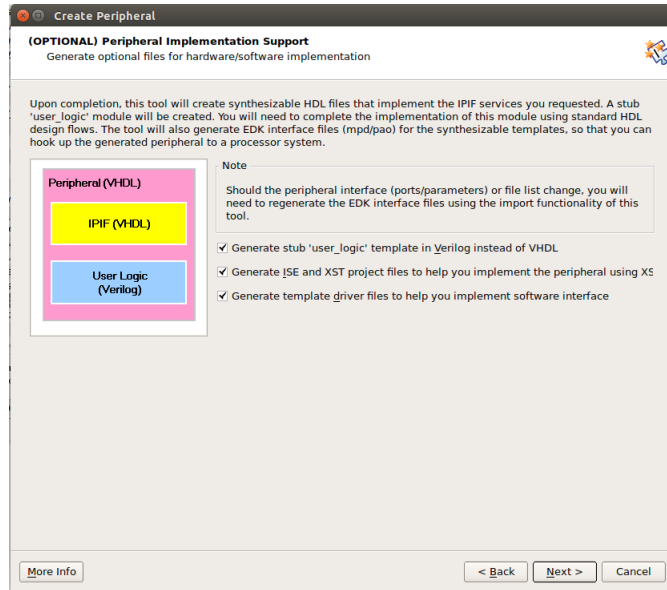 Create Peripheral
(OPTIONAL) Peripheral Implementation Support
Generate optional files for hardware/software implementation
Upon completion, this tool will create synthesizable HDL files that implement the IPIF services you requested. A stub
'user_logic' module will be created. You will need to complete the implementation of this module using standard HDL
design flows. The tool will also generate EDK interface files (mpd/pao) for the synthesizable templates, so that you can
hook up the generated peripheral to a processor system.
Peripheral (VHDL)
IPIF (VHDL)
User Logic
(Verilog)
Note
Should the peripheral interface (ports/parameters) or file list change, you will
need to regenerate the EDK interface files using the import functionality of this
tool.
Generate stub 'user_logic' template in Verilog instead of VHDL
Generate ISE and XST project files to help you implement the peripheral using XS
Generate template driver files to help you implement software interface
More Info
< Back
Next >
Cancel